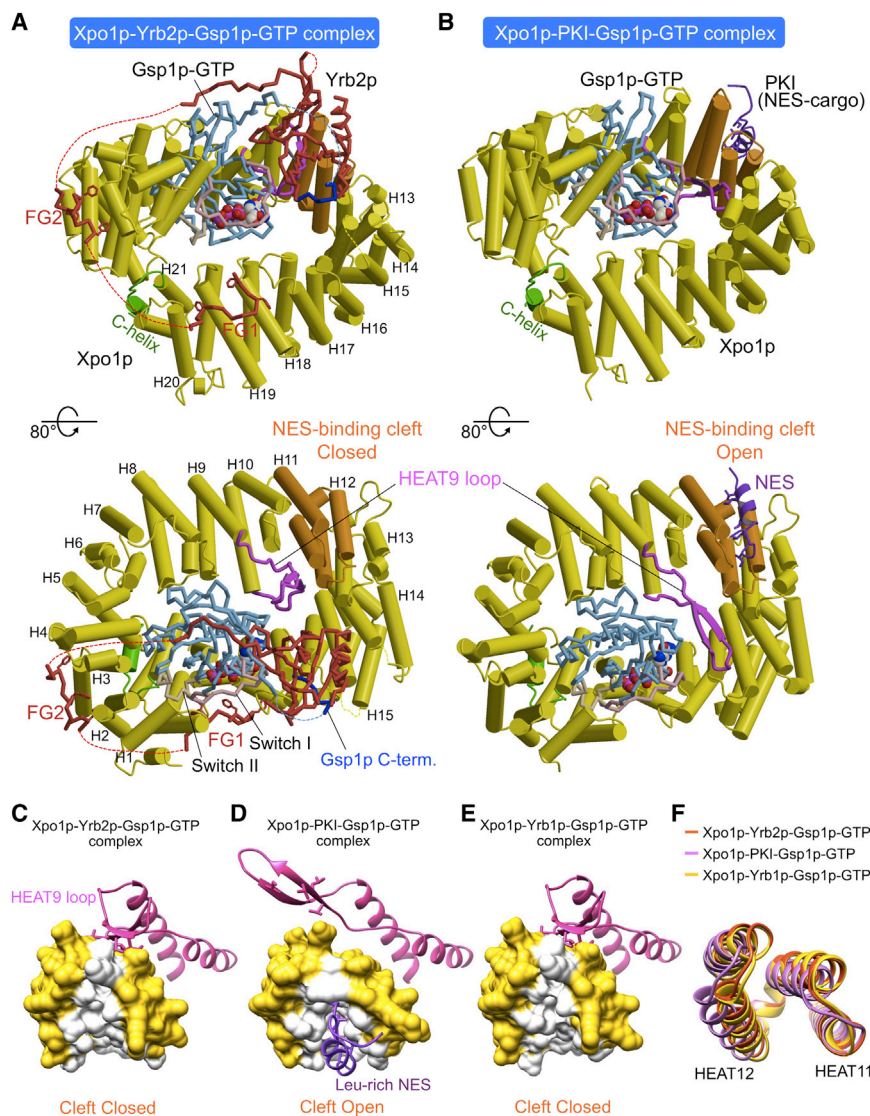 A
Xpo1p-Yrb2p-Gsp1p-GTP complex
Gsp1p-GTP
Yrb2p
FG2
H13
H14
H15
H16
H17
H18
H19
H20
H21
C-helix
FG1
Xpo1p
80°
NES-binding cleft
Closed
H11
H12
H10
H9
H8
H7
H6
H5
H4
H3
H2
H1
H13
H14
H15
HEAT9 loop
FG2
FG1
Switch I
Switch II
Gsp1p C-term.
B
Xpo1p-PKI-Gsp1p-GTP complex
Gsp1p-GTP
PKI
(NES-cargo)
C-helix
Xpo1p
80°
NES-binding cleft
Open
NES
C
Xpo1p-Yrb2p-Gsp1p-GTP
complex
HEAT9 loop
Cleft Closed
D
Xpo1p-PKI-Gsp1p-GTP
complex
Leu-rich NES
Cleft Open
E
Xpo1p-Yrb1p-Gsp1p-GTP
complex
Cleft Closed
F
Xpo1p-Yrb2p-Gsp1p-GTP
Xpo1p-PKI-Gsp1p-GTP
Xpo1p-Yrb1p-Gsp1p-GTP
HEAT12
HEAT11